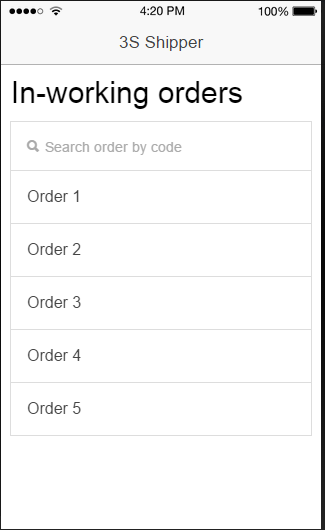 4:20 PM 100%
3S Shipper
In-working orders
Search order by code
Order 1
Order 2
Order 3
Order 4
Order 5